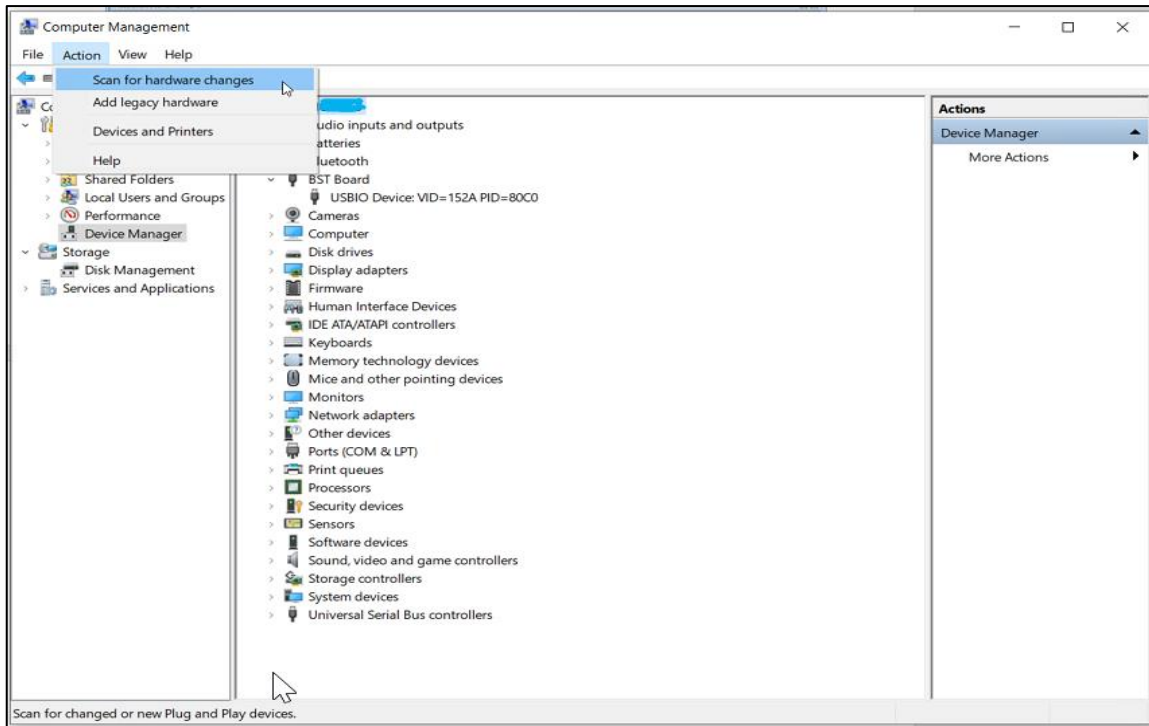 Computer Management
File Action View Help
Scan for hardware changes
Add legacy hardware
Devices and Printers
Help
Shared Folders
Local Users and Groups
Performance
Device Manager
Storage
Disk Management
Services and Applications
BST Board
USBIO Device: VID=152A PID=80C0
Cameras
Computer
Disk drives
Display adapters
Firmware
Human Interface Devices
IDE ATA/ATAPI controllers
Keyboards
Memory technology devices
Mice and other pointing devices
Monitors
Network adapters
Other devices
Ports (COM & LPT)
Print queues
Processors
Security devices
Sensors
Software devices
Sound, video and game controllers
Storage controllers
System devices
Universal Serial Bus controllers
Actions
Device Manager
More Actions
Scan for changed or new Plug and Play devices.